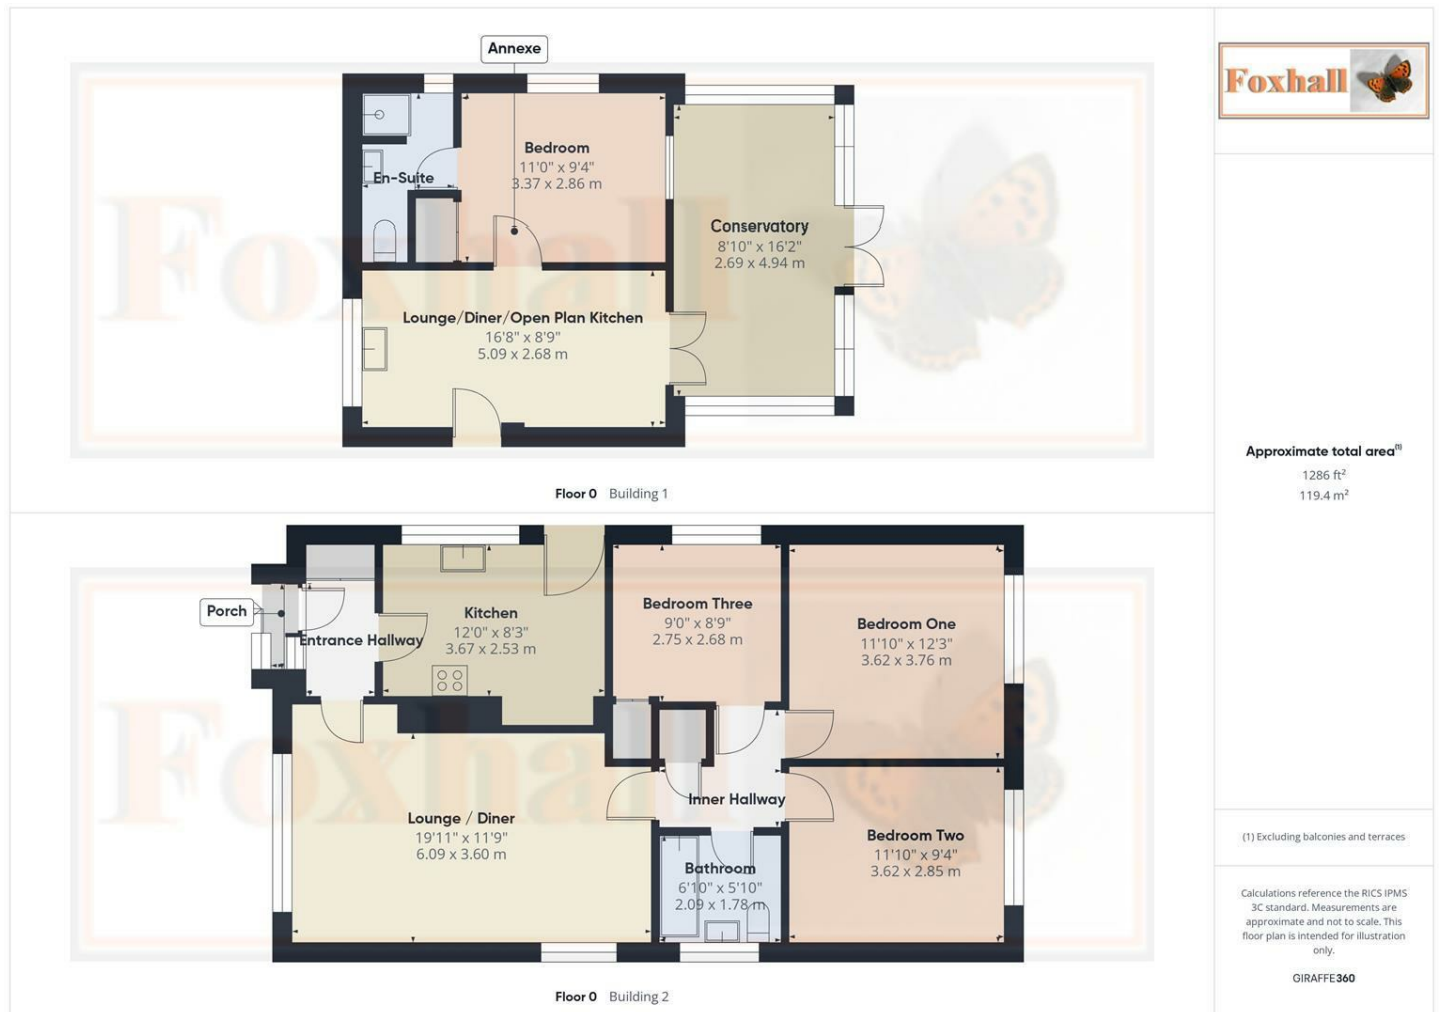 Annexe
Foxhall
Bedroom
11'0" x 9'4"
3.37 x 2.86 m
En-Suite
Conservatory
8'10" x 16'2"
2.69 x 4.94 m
Lounge/Diner/Open Plan Kitchen
16'8" x 8'9"
5.09 x 2.68 m
Foxhall
Floor 0 Building 1
Approximate total area(1)
1286 ft²
119.4 m²
Porch
Entrance Hallway
Kitchen
12'0" x 8'3"
3.67 x 2.53 m
Bedroom Three
9'0" x 8'9"
2.75 x 2.68 m
Bedroom One
11'10" x 12'3"
3.62 x 3.76 m
Foxhall
Lounge / Diner
19'11" x 11'9"
6.09 x 3.60 m
Inner Hallway
Bathroom
6'10" x 5'10"
2.09 x 1.78 m
Bedroom Two
11'10" x 9'4"
3.62 x 2.85 m
Floor 0 Building 2
(1) Excluding balconies and terraces
Calculations reference the RICS IPMS
3C standard. Measurements are
approximate and not to scale. This
floor plan is intended for illustration
only.
GIRAFFE360